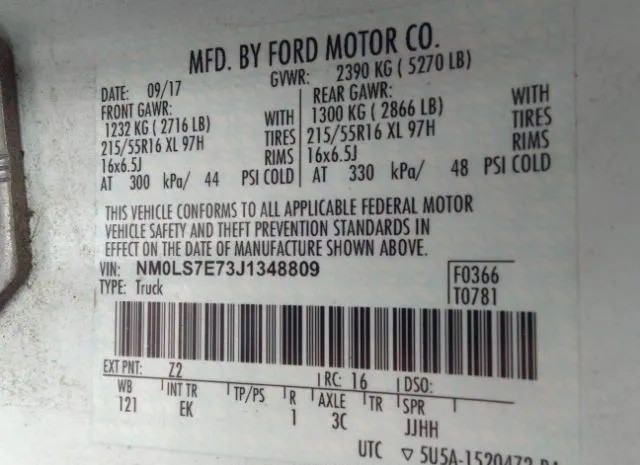 MFD. BY FORD MOTOR CO.
DATE: 09/17 GVWR: 2390 KG ( 5270 LB)
FRONT GAWR: WITH REAR GAWR: WITH
1232 KG ( 2716 LB) TIRES 1300 KG ( 2866 LB) TIRES
215/55R16 XL 97H RIMS 215/55R16 XL 97H RIMS
16x6.5J 16x6.5J
AT 300 kPa/ 44 PSI COLD AT 330 kPa/ 48 PSI COLD
THIS VEHICLE CONFORMS TO ALL APPLICABLE FEDERAL MOTOR
VEHICLE SAFETY AND THEFT PREVENTION STANDARDS IN
EFFECT ON THE DATE OF MANUFACTURE SHOWN ABOVE.
VIN: NM0LS7E73J1348809 F0366
TYPE: Truck T0781
EXT PNT: Z2 RC: 16 DSO:
WB INT TR TP/PS R AXLE TR SPR
121 EK 1 3C JJHH
UTC ▽ 5U5A-1520472